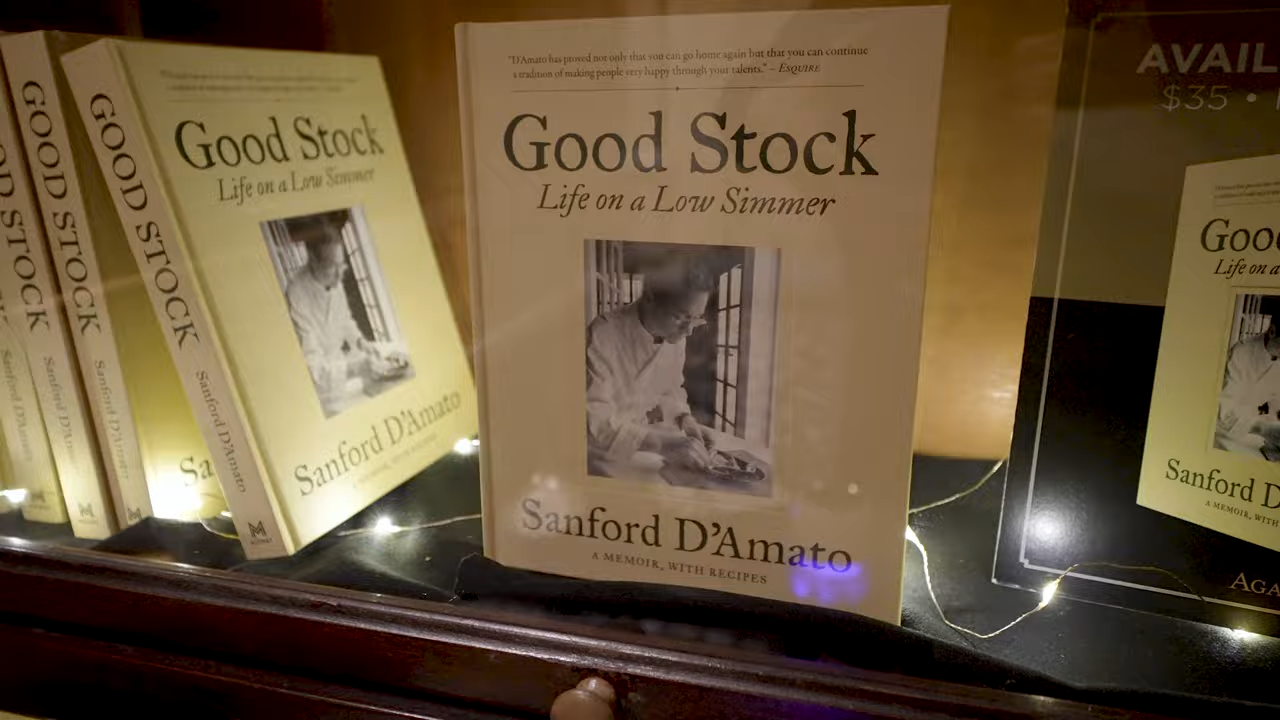 GOOD STOCK
Sanford D'Amato
GOOD STOCK
Sanford D'Amato
GOOD STOCK
Sanford D'Amato
Sa
Good Stock
Life on a Low Simmer
Sanford D'Amato
"D'Amato has proved not only that you can go home again but that you can continue
a tradition of making people very happy through your talents." – ESQUIRE
Good Stock
Life on a Low Simmer
Sanford D'Amato
A MEMOIR, WITH RECIPES
AVAIL
$35 •
Goo
Life on a
Sanford D
A MEMOIR, WITH
AGA